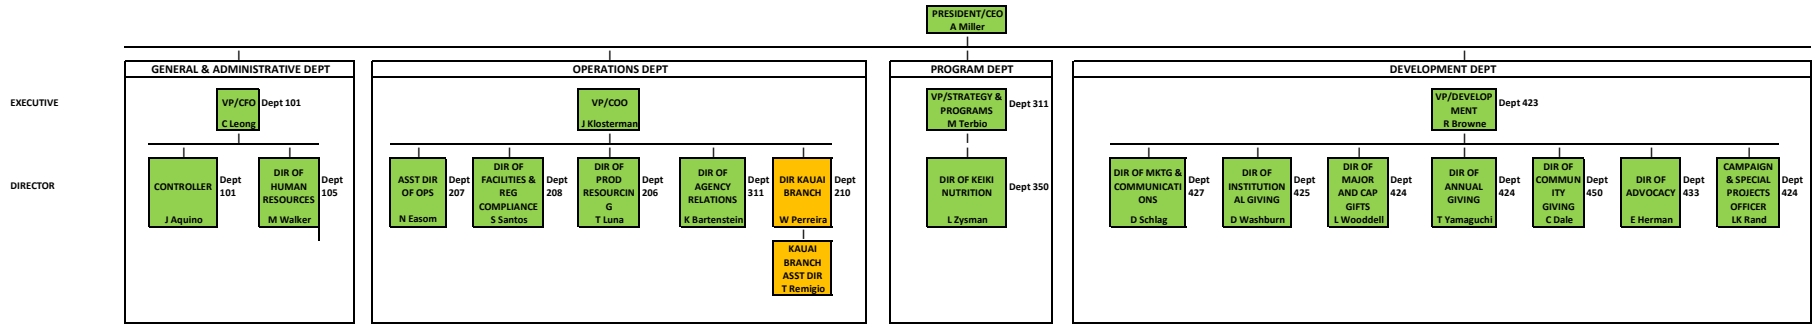 PRESIDENT/CEO
A Miller
GENERAL & ADMINISTRATIVE DEPT
OPERATIONS DEPT
PROGRAM DEPT
DEVELOPMENT DEPT
EXECUTIVE
VP/CFO
C Leong
Dept 101
VP/COO
J Klosterman
VP/STRATEGY &
PROGRAMS
M Terbio
Dept 311
VP/DEVELOP
MENT
R Browne
Dept 423
DIRECTOR
CONTROLLER
J Aquino
Dept
101
DIR OF
HUMAN
RESOURCES
M Walker
Dept
105
ASST DIR
OF OPS
N Easom
Dept
207
DIR OF
FACILITIES &
REG
COMPLIANCE
S Santos
Dept
208
DIR OF
PROD
RESOURCIN
G
T Luna
Dept
206
DIR OF
AGENCY
RELATIONS
K Bartenstein
Dept
311
DIR KAUAI
BRANCH
W Perreira
Dept
210
KAUAI
BRANCH
ASST DIR
T Remigio
DIR OF KEIKI
NUTRITION
L Zysman
Dept 350
DIR OF MKTG &
COMMUNICATI
ONS
D Schlag
Dept
427
DIR OF
INSTITUTION
AL GIVING
D Washburn
Dept
425
DIR OF
MAJOR
AND CAP
GIFTS
L Wooddell
Dept
424
DIR OF
ANNUAL
GIVING
T Yamaguchi
Dept
424
DIR OF
COMMUN
ITY
GIVING
C Dale
Dept
450
DIR OF
ADVOCACY
E Herman
Dept
433
CAMPAIGN
& SPECIAL
PROJECTS
OFFICER
LK Rand
Dept
424